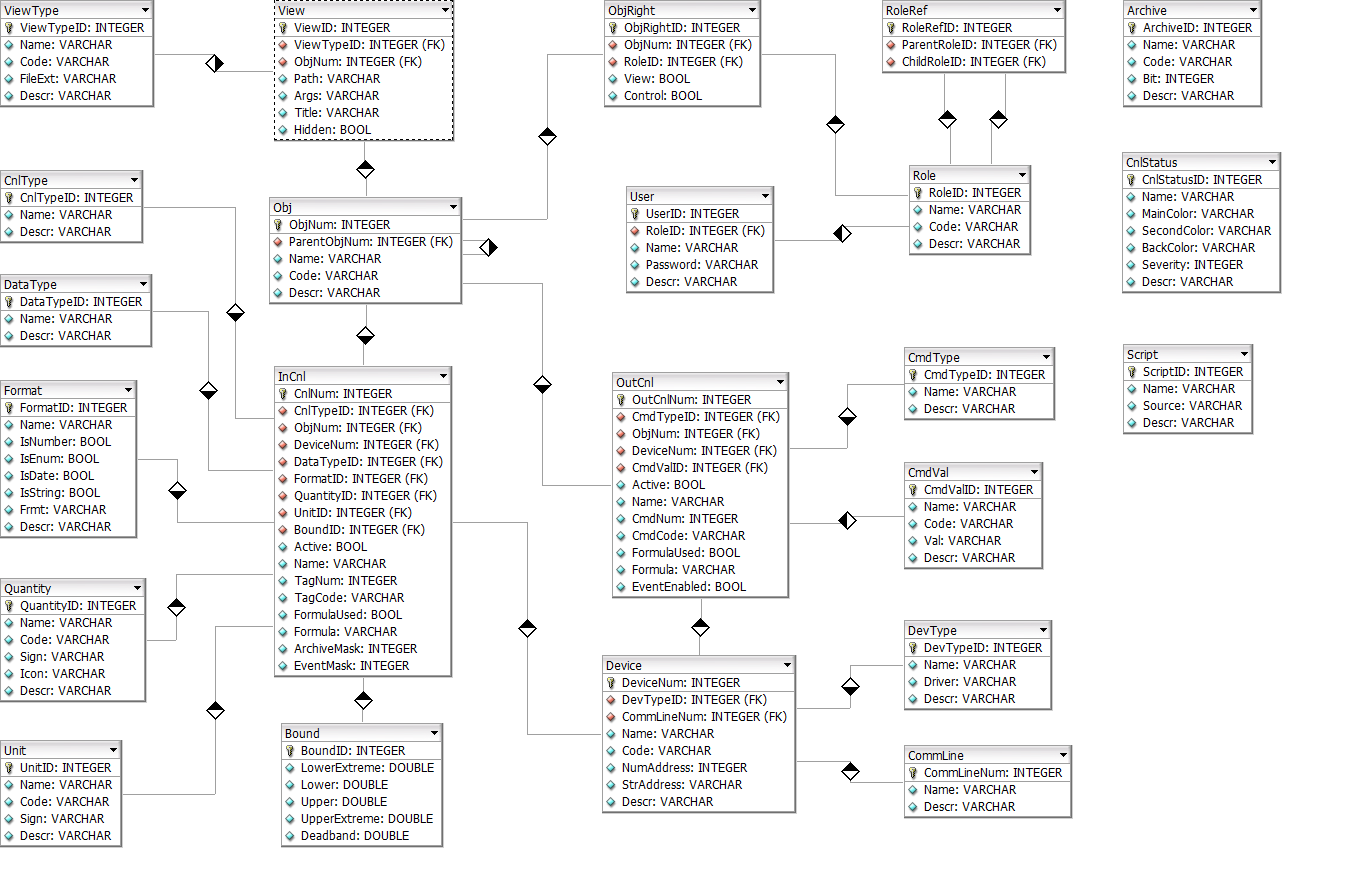 ViewType
ViewTypeID: INTEGER
Name: VARCHAR
Code: VARCHAR
FileExt: VARCHAR
Descr: VARCHAR
View
ViewID: INTEGER
ViewTypeID: INTEGER (FK)
ObjNum: INTEGER (FK)
Path: VARCHAR
Args: VARCHAR
Title: VARCHAR
Hidden: BOOL
ObjRight
ObjRightID: INTEGER
ObjNum: INTEGER (FK)
RoleID: INTEGER (FK)
View: BOOL
Control: BOOL
RoleRef
RoleRefID: INTEGER
ParentRoleID: INTEGER (FK)
ChildRoleID: INTEGER (FK)
Archive
ArchiveID: INTEGER
Name: VARCHAR
Code: VARCHAR
Bit: INTEGER
Descr: VARCHAR
CnlType
CnlTypeID: INTEGER
Name: VARCHAR
Descr: VARCHAR
Obj
ObjNum: INTEGER
ParentObjNum: INTEGER (FK)
Name: VARCHAR
Code: VARCHAR
Descr: VARCHAR
User
UserID: INTEGER
RoleID: INTEGER (FK)
Name: VARCHAR
Password: VARCHAR
Descr: VARCHAR
Role
RoleID: INTEGER
Name: VARCHAR
Code: VARCHAR
Descr: VARCHAR
CnlStatus
CnlStatusID: INTEGER
Name: VARCHAR
MainColor: VARCHAR
SecondColor: VARCHAR
BackColor: VARCHAR
Severity: INTEGER
Descr: VARCHAR
DataType
DataTypeID: INTEGER
Name: VARCHAR
Descr: VARCHAR
Format
FormatID: INTEGER
Name: VARCHAR
IsNumber: BOOL
IsEnum: BOOL
IsDate: BOOL
IsString: BOOL
Frmt: VARCHAR
Descr: VARCHAR
InCnl
CnlNum: INTEGER
CnlTypeID: INTEGER (FK)
ObjNum: INTEGER (FK)
DeviceNum: INTEGER (FK)
DataTypeID: INTEGER (FK)
FormatID: INTEGER (FK)
QuantityID: INTEGER (FK)
UnitID: INTEGER (FK)
BoundID: INTEGER (FK)
Active: BOOL
Name: VARCHAR
TagNum: INTEGER
TagCode: VARCHAR
FormulaUsed: BOOL
Formula: VARCHAR
ArchiveMask: INTEGER
EventMask: INTEGER
OutCnl
OutCnlNum: INTEGER
CmdTypeID: INTEGER (FK)
ObjNum: INTEGER (FK)
DeviceNum: INTEGER (FK)
CmdValID: INTEGER (FK)
Active: BOOL
Name: VARCHAR
CmdNum: INTEGER
CmdCode: VARCHAR
FormulaUsed: BOOL
Formula: VARCHAR
EventEnabled: BOOL
CmdType
CmdTypeID: INTEGER
Name: VARCHAR
Descr: VARCHAR
Script
ScriptID: INTEGER
Name: VARCHAR
Source: VARCHAR
Descr: VARCHAR
CmdVal
CmdValID: INTEGER
Name: VARCHAR
Code: VARCHAR
Val: VARCHAR
Descr: VARCHAR
Quantity
QuantityID: INTEGER
Name: VARCHAR
Code: VARCHAR
Sign: VARCHAR
Icon: VARCHAR
Descr: VARCHAR
Device
DeviceNum: INTEGER
DevTypeID: INTEGER (FK)
CommLineNum: INTEGER (FK)
Name: VARCHAR
Code: VARCHAR
NumAddress: INTEGER
StrAddress: VARCHAR
Descr: VARCHAR
DevType
DevTypeID: INTEGER
Name: VARCHAR
Driver: VARCHAR
Descr: VARCHAR
Unit
UnitID: INTEGER
Name: VARCHAR
Code: VARCHAR
Sign: VARCHAR
Descr: VARCHAR
Bound
BoundID: INTEGER
LowerExtreme: DOUBLE
Lower: DOUBLE
Upper: DOUBLE
UpperExtreme: DOUBLE
Deadband: DOUBLE
CommLine
CommLineNum: INTEGER
Name: VARCHAR
Descr: VARCHAR